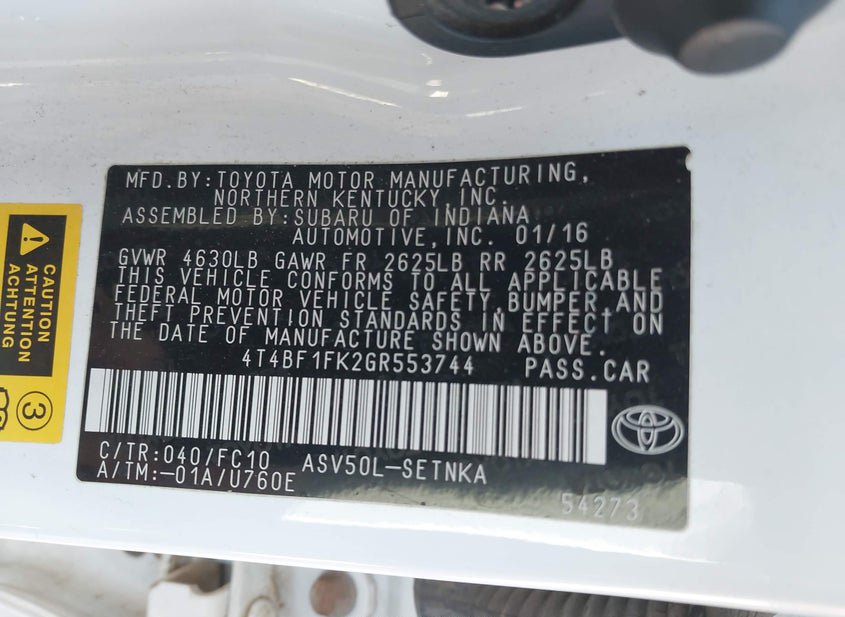 MFD.BY:TOYOTA MOTOR MANUFACTURING,
NORTHERN KENTUCKY,INC.
ASSEMBLED BY:SUBARU OF INDIANA
AUTOMOTIVE,INC. 01/16
GVWR 4630LB GAWR FR 2625LB RR 2625LB
THIS VEHICLE CONFORMS TO ALL APPLICABLE
FEDERAL MOTOR VEHICLE SAFETY,BUMPER,AND
THEFT PREVENTION STANDARDS IN EFFECT ON
THE DATE OF MANUFACTURE SHOWN ABOVE.
4T4BF1FK2GR553744 PASS.CAR
C/TR:040/FC10 ASV50L-SETNKA
A/TM:-01A/U760E
54273
CAUTION
ATTENTION
ACHTUNG
3